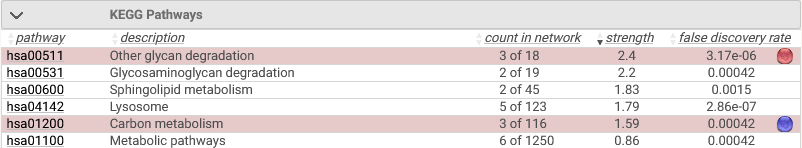 KEGG Pathways
pathway description count in network strength false discovery rate
hsa00511 Other glycan degradation 3 of 18 2.4 3.17e-06
hsa00531 Glycosaminoglycan degradation 2 of 19 2.2 0.00042
hsa00600 Sphingolipid metabolism 2 of 45 1.83 0.0015
hsa04142 Lysosome 5 of 123 1.79 2.86e-07
hsa01200 Carbon metabolism 3 of 116 1.59 0.00042
hsa01100 Metabolic pathways 6 of 1250 0.86 0.00042